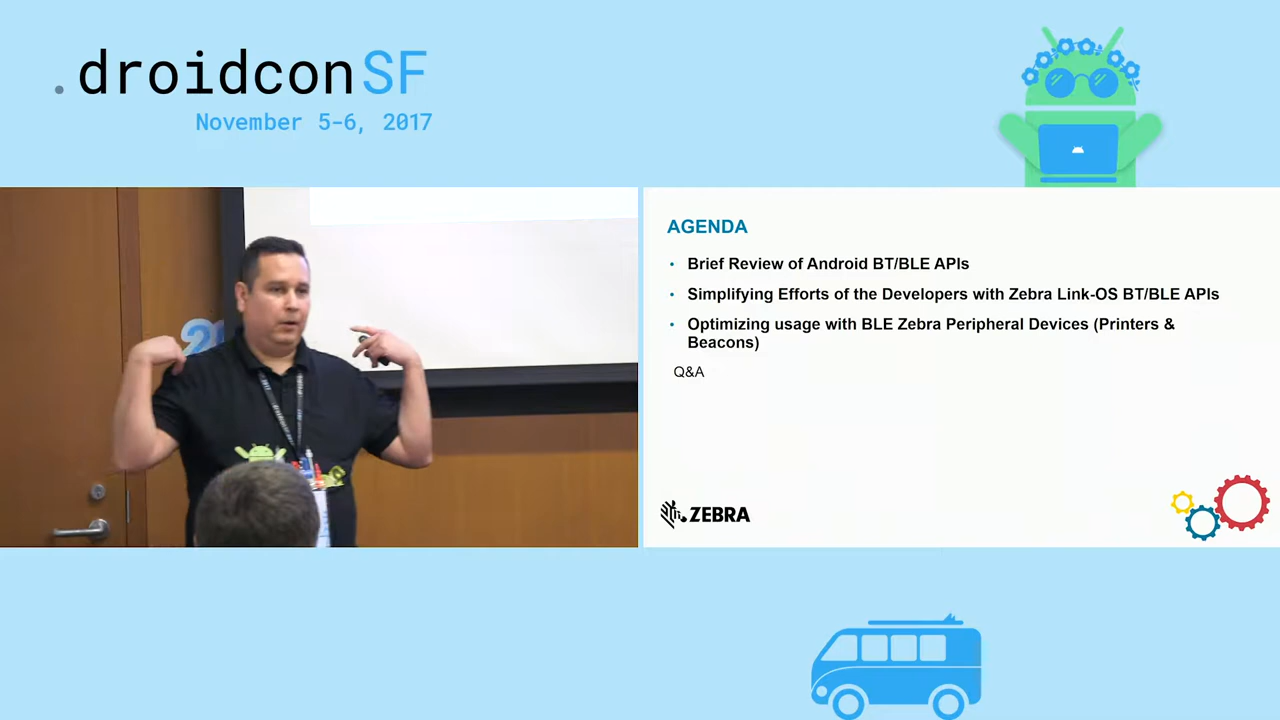 .droidconSF
November 5-6, 2017
AGENDA
• Brief Review of Android BT/BLE APIs
• Simplifying Efforts of the Developers with Zebra Link-OS BT/BLE APIs
• Optimizing usage with BLE Zebra Peripheral Devices (Printers &
Beacons)
Q&A
ZEBRA